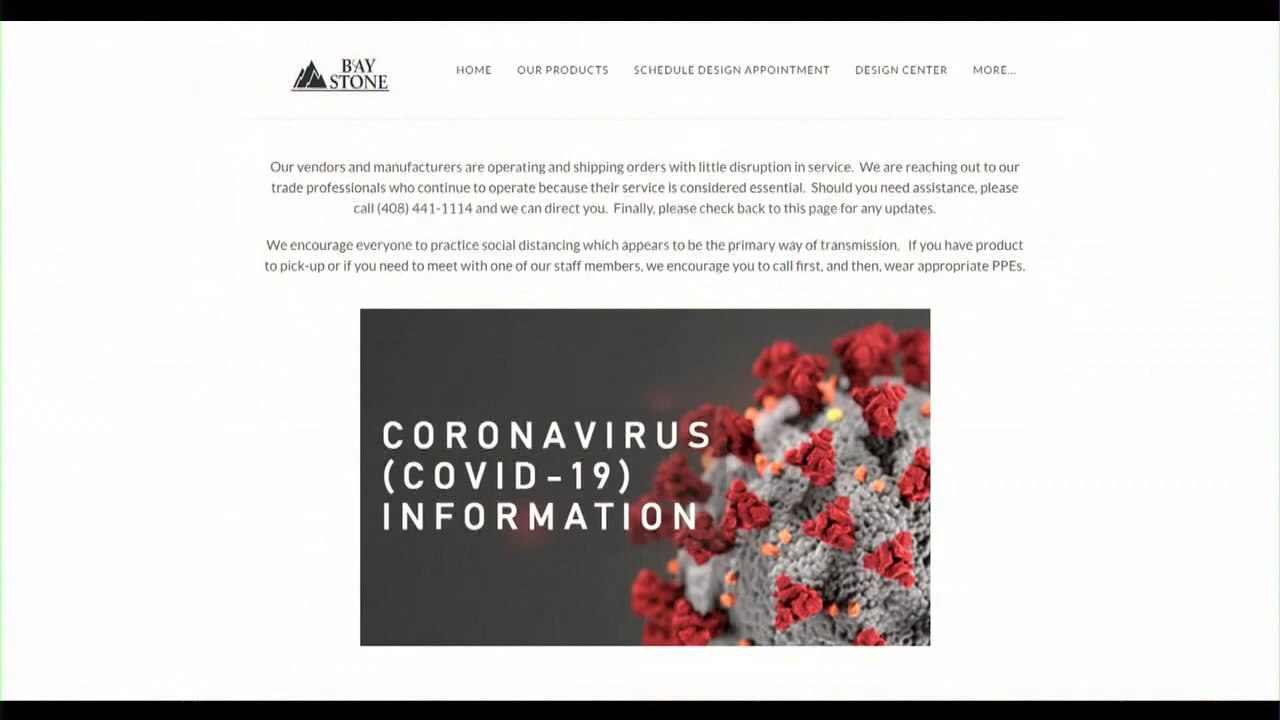 BAY
STONE
HOME OUR PRODUCTS SCHEDULE DESIGN APPOINTMENT DESIGN CENTER MORE...
Our vendors and manufacturers are operating and shipping orders with little disruption in service. We are reaching out to our
trade professionals who continue to operate because their service is considered essential. Should you need assistance, please
call (408) 441-1114 and we can direct you. Finally, please check back to this page for any updates.
We encourage everyone to practice social distancing which appears to be the primary way of transmission. If you have product
to pick-up or if you need to meet with one of our staff members, we encourage you to call first, and then, wear appropriate PPEs.
CORONAVIRUS
(COVID-19)
INFORMATION